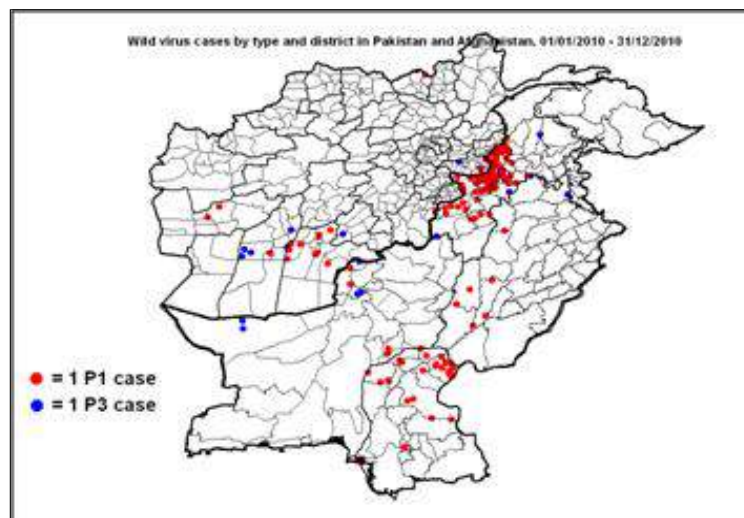 Wild virus cases by type and district in Pakistan and Afghanistan, 01/01/2010 - 31/12/2010
= 1 P1 case
= 1 P3 case